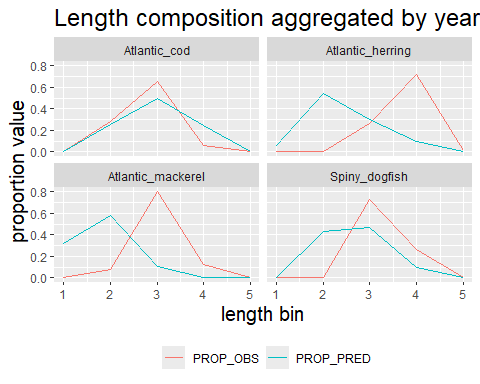 Length composition aggregated by year
Atlantic_cod
Atlantic_herring
0.8
0.6
0.4
0.2
0.0
Atlantic_mackerel
Spiny_dogfish
0.8
0.6
0.4
0.2
0.0
proportion value
1 2 3 4 5
1 2 3 4 5
length bin
PROP_OBS
PROP_PRED